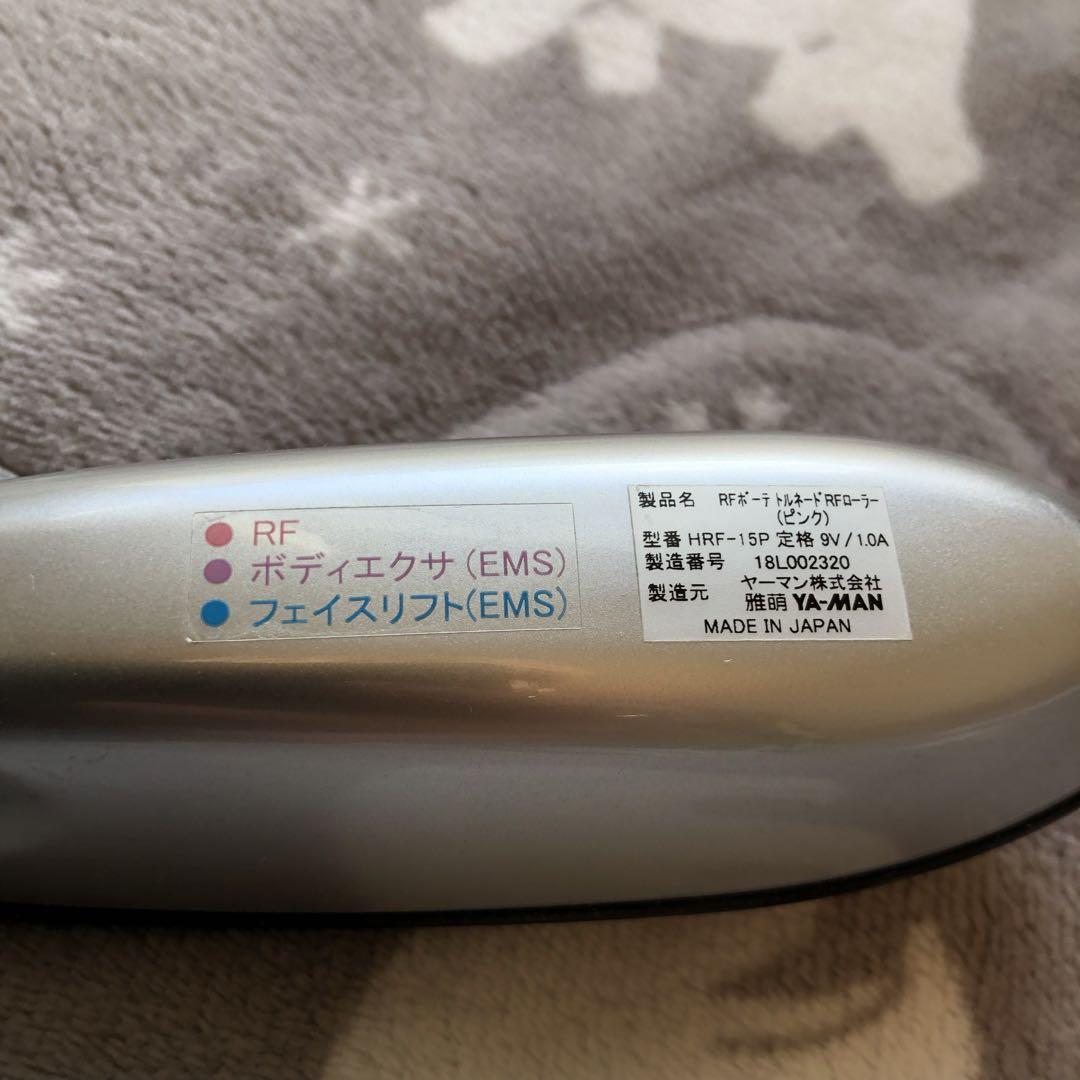 RF
ボディエクサ(EMS)
フェイスリフト(EMS)
製品名 RFボーテ トルネードRFローラー
(ピンク)
型番 HRF-15P 定格 9V/1.0A
製造番号 18L002320
製造元 ヤーマン株式会社
雅萌 YA-MAN
MADE IN JAPAN